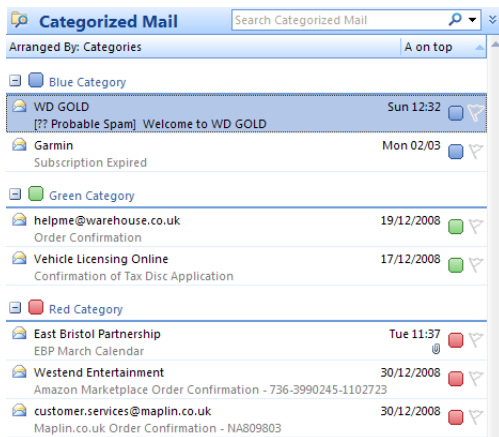 Categorized Mail
Search Categorized Mail
Arranged By: Categories
A on top
Blue Category
WD GOLD
Sun 12:32
[?? Probable Spam] Welcome to WD GOLD
Garmin
Mon 02/03
Subscription Expired
Green Category
helpme@warehouse.co.uk
19/12/2008
Order Confirmation
Vehicle Licensing Online
17/12/2008
Confirmation of Tax Disc Application
Red Category
East Bristol Partnership
Tue 11:37
EBP March Calendar
Westend Entertainment
30/12/2008
Amazon Marketplace Order Confirmation - 736-3990245-1102723
customer.services@maplin.co.uk
30/12/2008
Maplin.co.uk Order Confirmation - NA809803